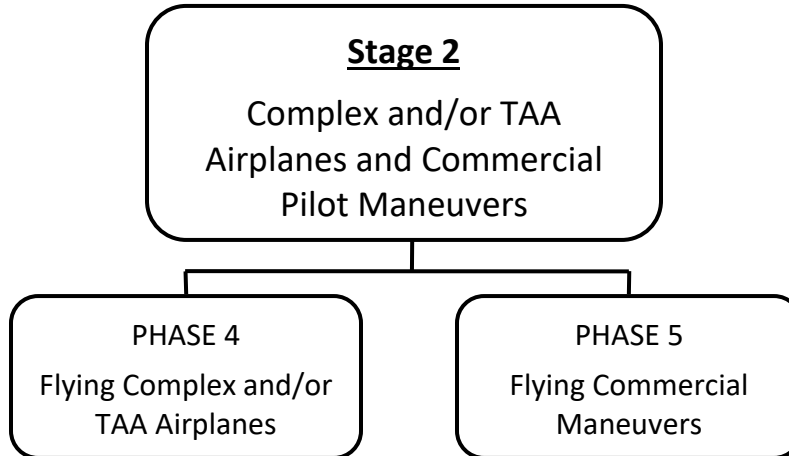 Stage 2
Complex and/or TAA
Airplanes and Commercial
Pilot Maneuvers
PHASE 4
Flying Complex and/or
TAA Airplanes
PHASE 5
Flying Commercial
Maneuvers